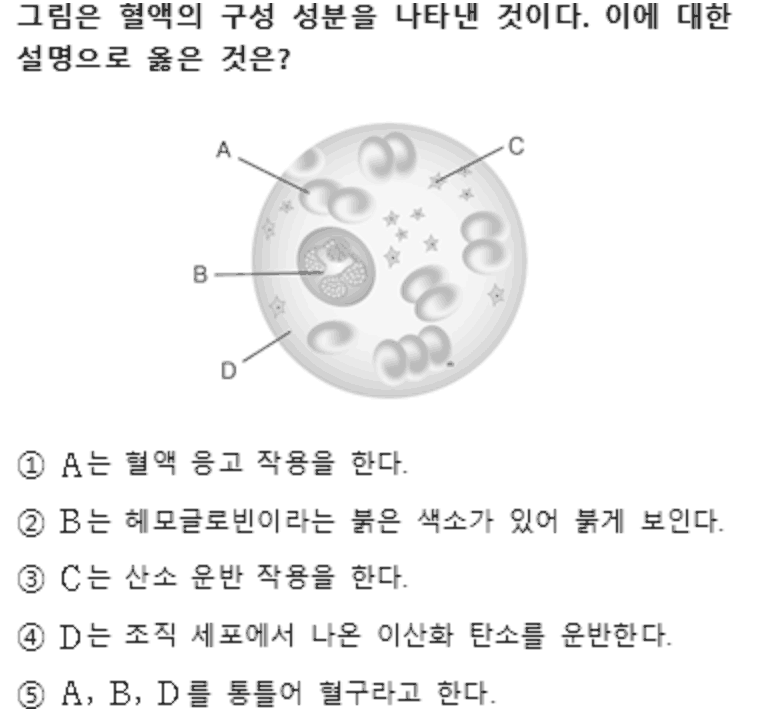 그림은 혈액의 구성 성분을 나타낸 것이다. 이에 대한
설명으로 옳은 것은?
A
C
B
D
① A는 혈액 응고 작용을 한다.
② B는 헤모글로빈이라는 붉은 색소가 있어 붉게 보인다.
③ C는 산소 운반 작용을 한다.
④ D는 조직 세포에서 나온 이산화 탄소를 운반한다.
⑤ A, B, D를 통틀어 혈구라고 한다.